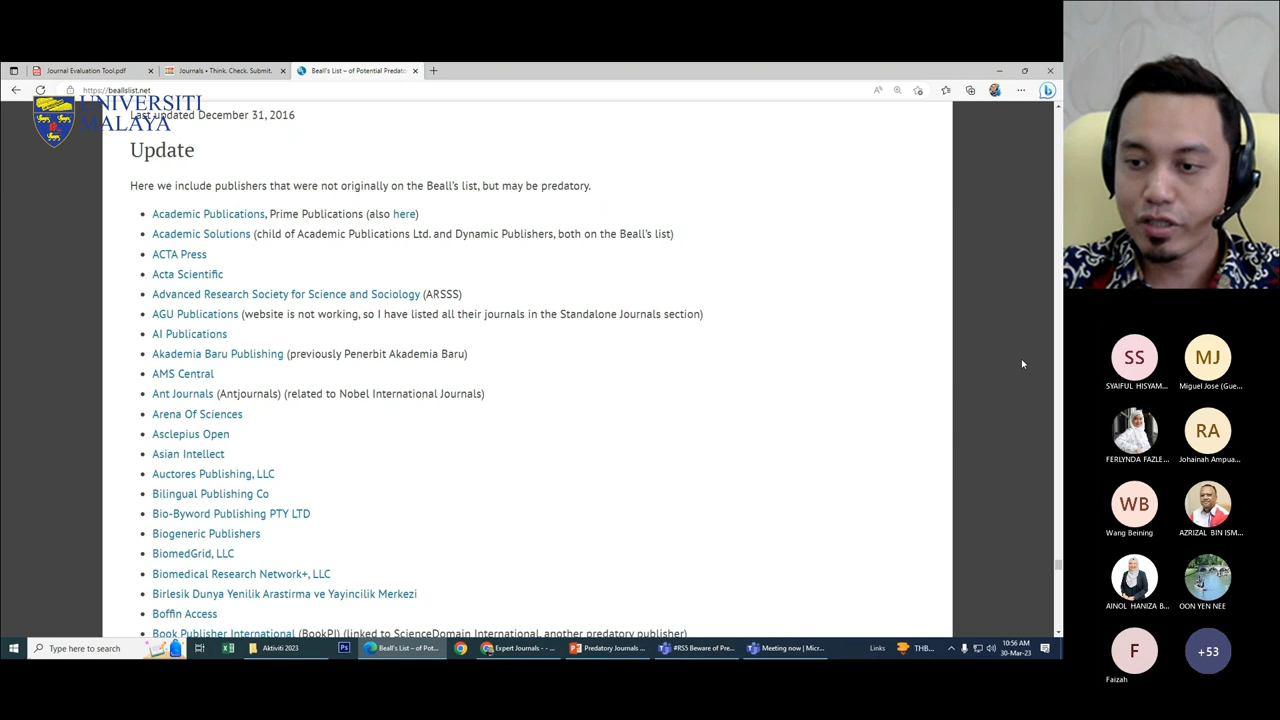 Journal Evaluation Tool.pdf
Journals • Think. Check. Submit.
Beall's List – of Potential Predato
https://beallslist.net
UNIVERSITI
MALAYA
Last updated December 31, 2016
Update
Here we include publishers that were not originally on the Beall's list, but may be predatory.
• Academic Publications, Prime Publications (also here)
• Academic Solutions (child of Academic Publications Ltd. and Dynamic Publishers, both on the Beall's list)
• ACTA Press
• Acta Scientific
• Advanced Research Society for Science and Sociology (ARSSS)
• AGU Publications (website is not working, so I have listed all their journals in the Standalone Journals section)
• AI Publications
• Akademia Baru Publishing (previously Penerbit Akademia Baru)
• AMS Central
• Ant Journals (Antjournals) (related to Nobel International Journals)
• Arena Of Sciences
• Asclepius Open
• Asian Intellect
• Auctores Publishing, LLC
• Bilingual Publishing Co
• Bio-Byword Publishing PTY LTD
• Biogeneric Publishers
• BiomedGrid, LLC
• Biomedical Research Network+, LLC
• Birlesik Dunya Yenilik Arastirma ve Yayincilik Merkezi
• Boffin Access
• Book Publisher International (BookPI) (linked to ScienceDomain International, another predatory publisher)
Type here to search
Aktiviti 2023
Beall's List – of Pot...
Expert Journals - -...
Predatory Journals ...
#RS5 Beware of Pre...
Meeting now | Micr...
Links
THB...
10:56 AM
30-Mar-23
SS
SYAIFUL HISYAM...
MJ
Miguel Jose (Gue...
FERLYNDA FAZLE...
RA
Johainah Ampua...
WB
Wang Beining
AZRIZAL BIN ISM...
AINOL HANIZA B...
OON YEN NEE
F
Faizah
+53